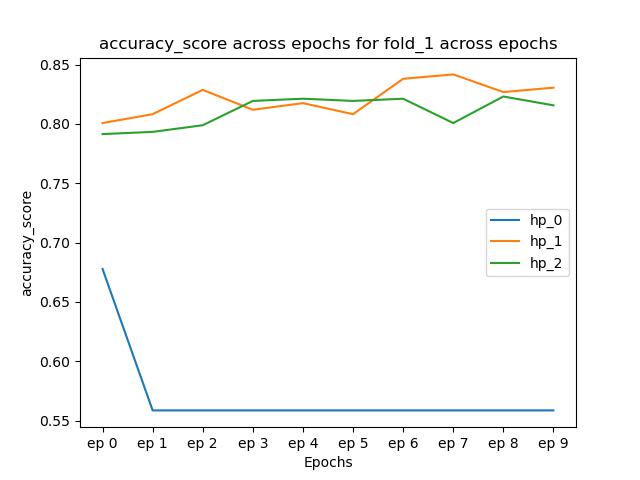 accuracy_score across epochs for fold_1 across epochs
accuracy_score
0.85
0.80
0.75
0.70
0.65
0.60
0.55
hp_0
hp_1
hp_2
ep 0 ep 1 ep 2 ep 3 ep 4 ep 5 ep 6 ep 7 ep 8 ep 9
Epochs